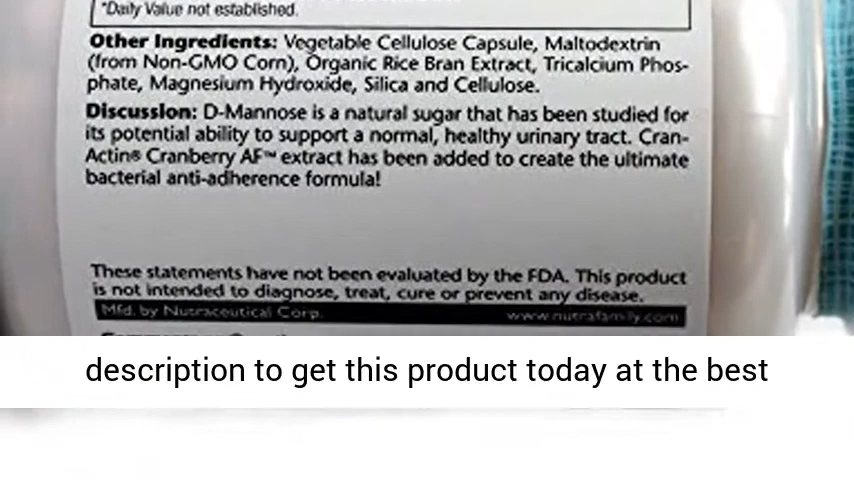 *Daily Value not established.
Other Ingredients: Vegetable Cellulose Capsule, Maltodextrin
(from Non-GMO Corn), Organic Rice Bran Extract, Tricalcium Phos-
phate, Magnesium Hydroxide, Silica and Cellulose.
Discussion: D-Mannose is a natural sugar that has been studied for
its potential ability to support a normal, healthy urinary tract. Cran-
Actin® Cranberry AF™ extract has been added to create the ultimate
bacterial anti-adherence formula!
These statements have not been evaluated by the FDA. This product
is not intended to diagnose, treat, cure or prevent any disease.
Mfd. by Nutraceutical Corp. www.nutrafamily.com
description to get this product today at the best